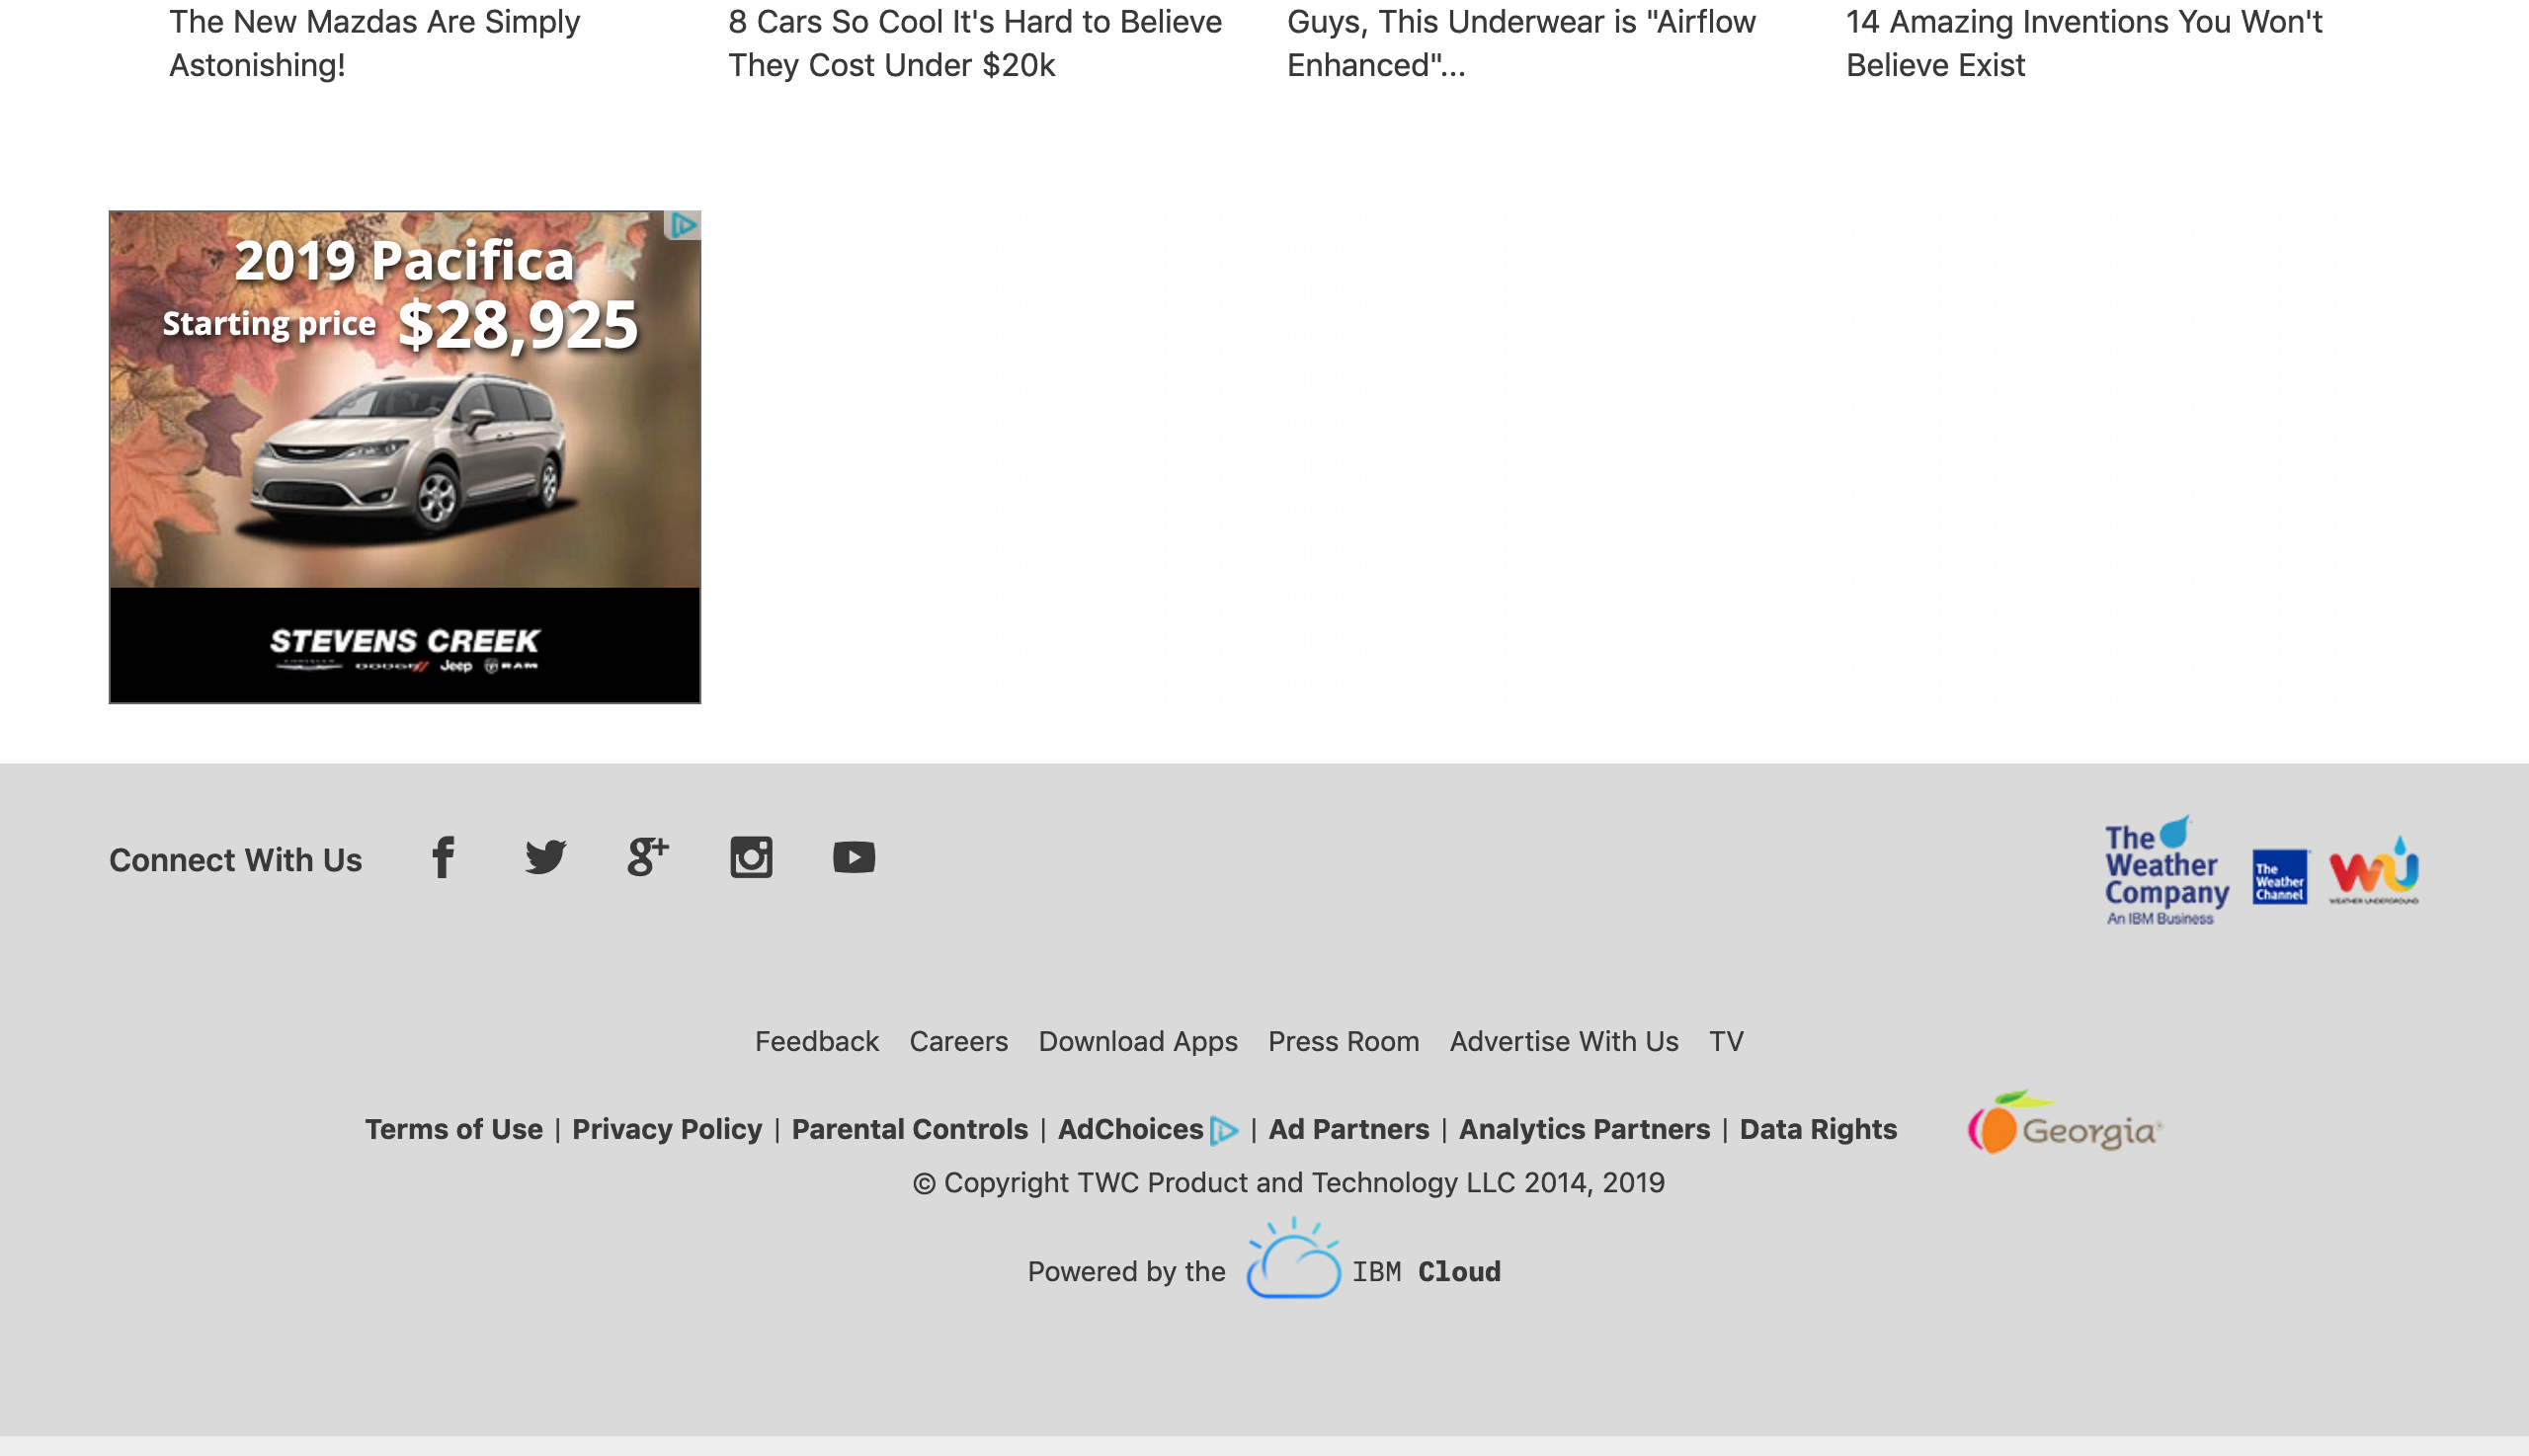 The New Mazdas Are Simply
Astonishing!
8 Cars So Cool It's Hard to Believe
They Cost Under $20k
Guys, This Underwear is "Airflow
Enhanced"...
14 Amazing Inventions You Won't
Believe Exist
2019 Pacifica
Starting price $28,925
STEVENS CREEK
CHRYSLER DODGE Jeep RAM
Connect With Us
The
Weather
Company
An IBM Business
The
Weather
Channel
WU
WEATHER UNDERGROUND
Feedback Careers Download Apps Press Room Advertise With Us TV
Terms of Use | Privacy Policy | Parental Controls | AdChoices | Ad Partners | Analytics Partners | Data Rights
Georgia
© Copyright TWC Product and Technology LLC 2014, 2019
Powered by the IBM Cloud